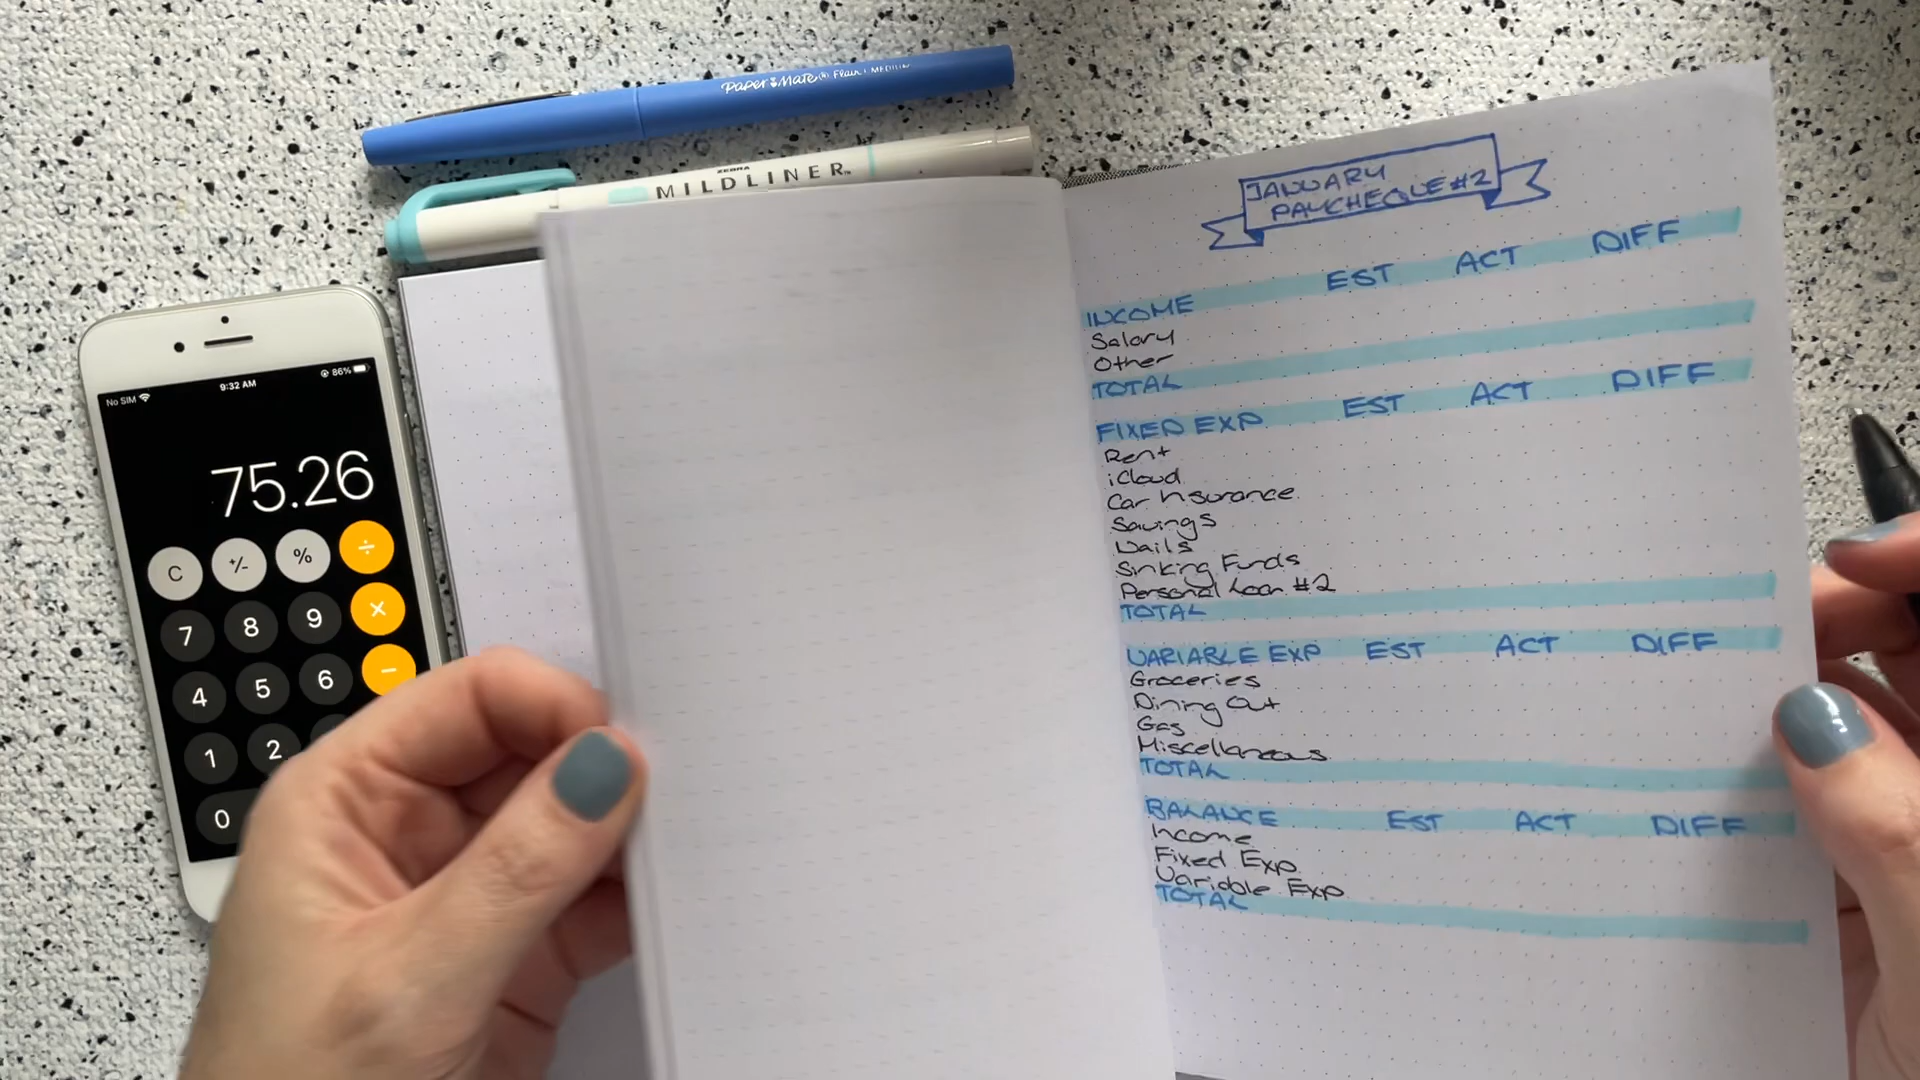 Paper Mate® Flair · MEDIUM
ZEBRA
MILDLINER™
No SIM 9:32 AM 86%
75.26
C +/- % ÷
7 8 9 ×
4 5 6 −
1 2
0
JANUARY
PAYCHEQUE #2
INCOME EST ACT DIFF
Salary
Other
TOTAL
FIXED EXP EST ACT DIFF
Rent
iCloud
Car Insurance
Savings
Nails
Sinking Funds
Personal Loan #2
TOTAL
VARIABLE EXP EST ACT DIFF
Groceries
Dining Out
Gas
Miscellaneous
TOTAL
BALANCE EST ACT DIFF
Income
Fixed Exp
Variable Exp
TOTAL